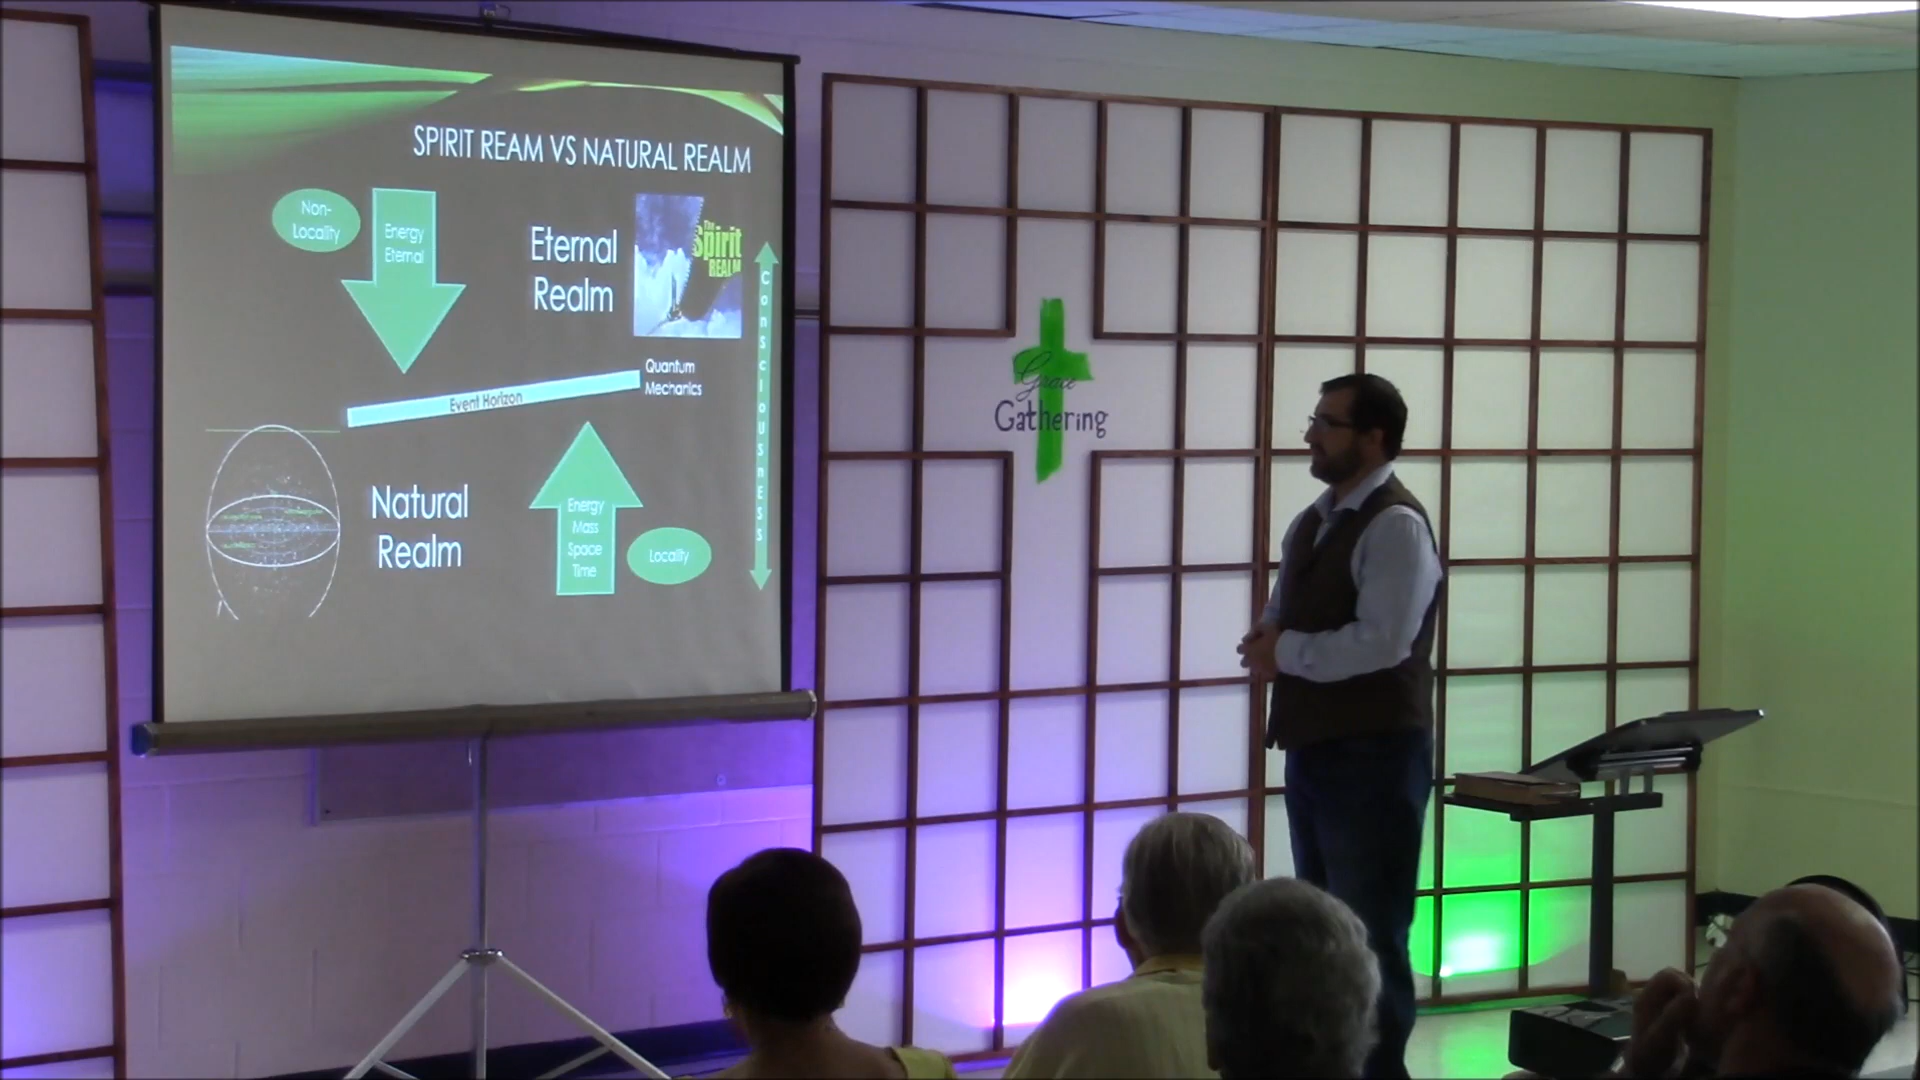 SPIRIT REAM VS NATURAL REALM
Non-
Locality
Energy
Eternal
Eternal
Realm
The
Spirit
REALM
Consciousness
Quantum
Mechanics
Event Horizon
Natural
Realm
Energy
Mass
Space
Time
Locality
Grace
Gathering